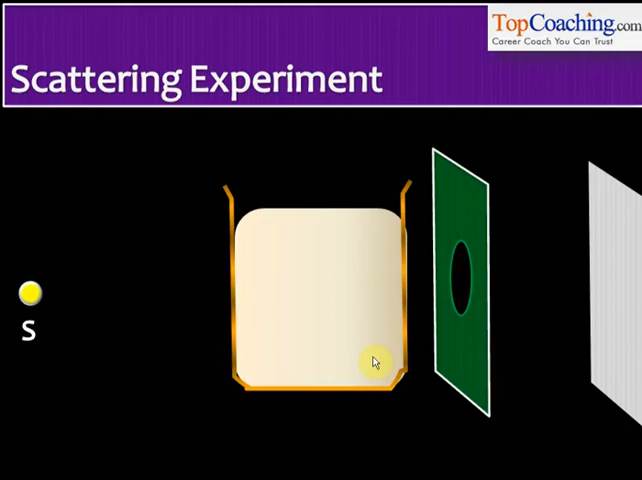 TopCoaching.com
Career Coach You Can Trust
Scattering Experiment
S